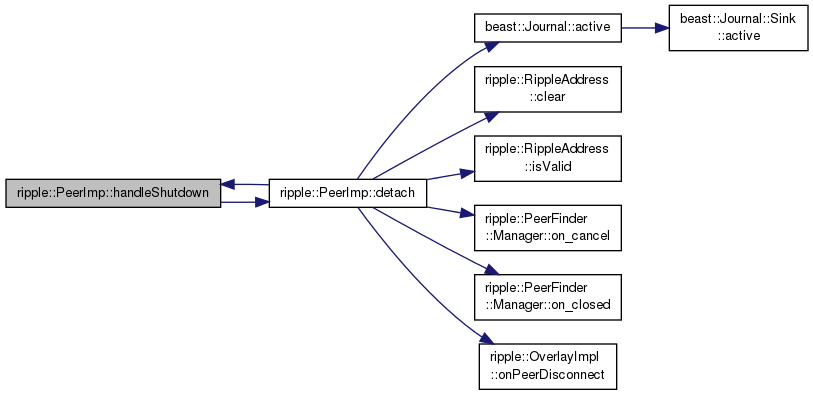 ripple::PeerImp::handleShutdown
ripple::PeerImp::detach
beast::Journal::active
beast::Journal::Sink
::active
ripple::RippleAddress
::clear
ripple::RippleAddress
::isValid
ripple::PeerFinder
::Manager::on_cancel
ripple::PeerFinder
::Manager::on_closed
ripple::OverlayImpl
::onPeerDisconnect